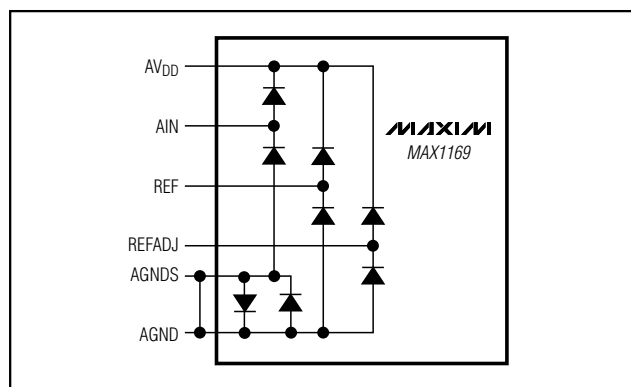 AVDD
AIN
MAXIM
MAX1169
REF
REFADJ
AGNDS
AGND